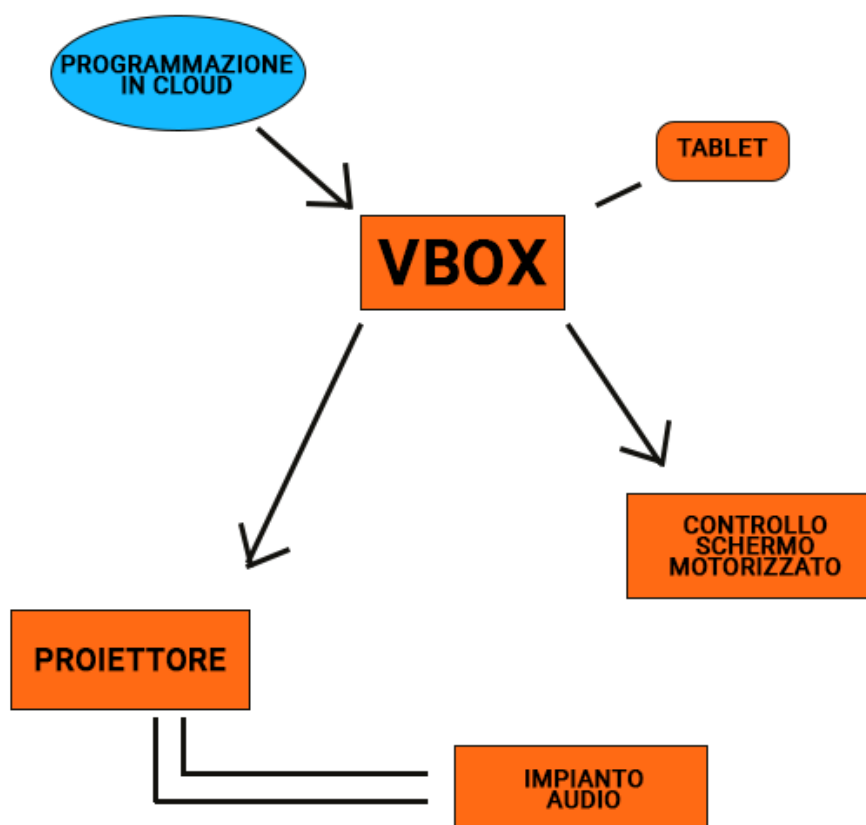 PROGRAMMAZIONE
IN CLOUD
TABLET
VBOX
CONTROLLO
SCHERMO
MOTORIZZATO
PROIETTORE
IMPIANTO
AUDIO